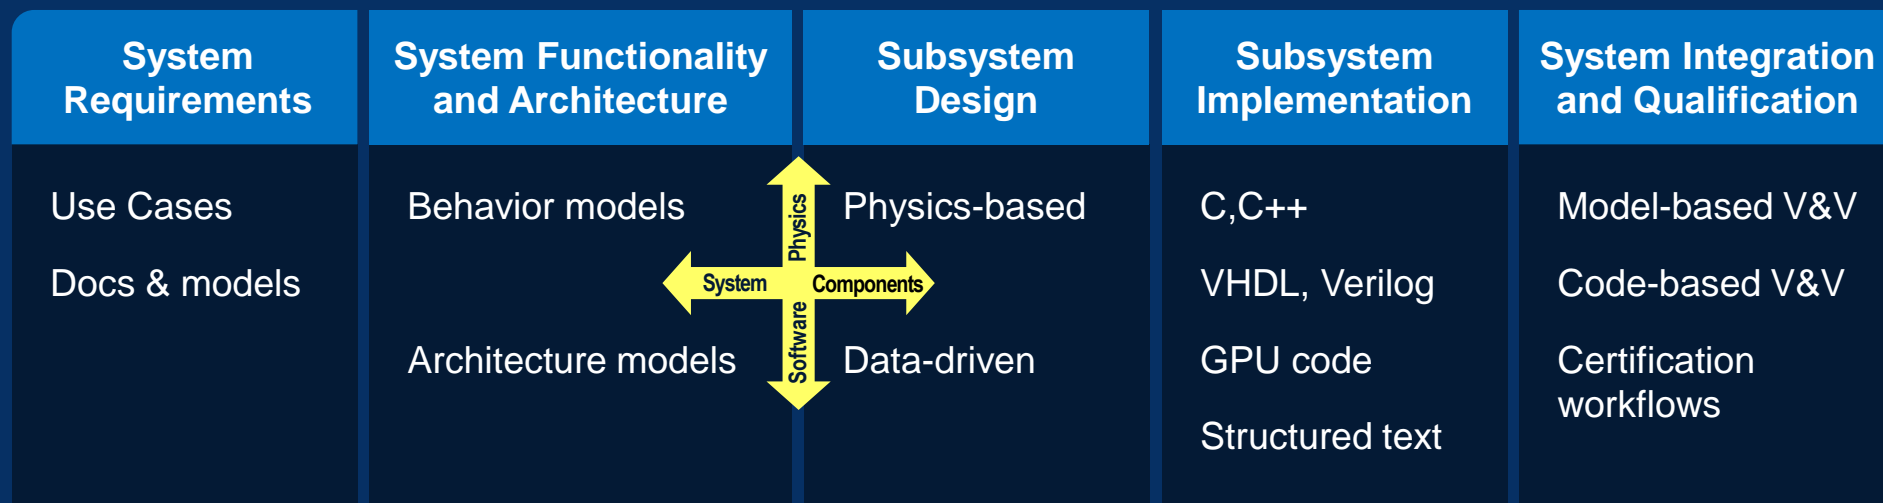 System
Requirements
System Functionality
and Architecture
Subsystem
Design
Subsystem
Implementation
System Integration
and Qualification
Use Cases
Docs & models
Behavior models
Architecture models
Physics
System
Components
Software
Physics-based
Data-driven
C,C++
VHDL, Verilog
GPU code
Structured text
Model-based V&V
Code-based V&V
Certification
workflows